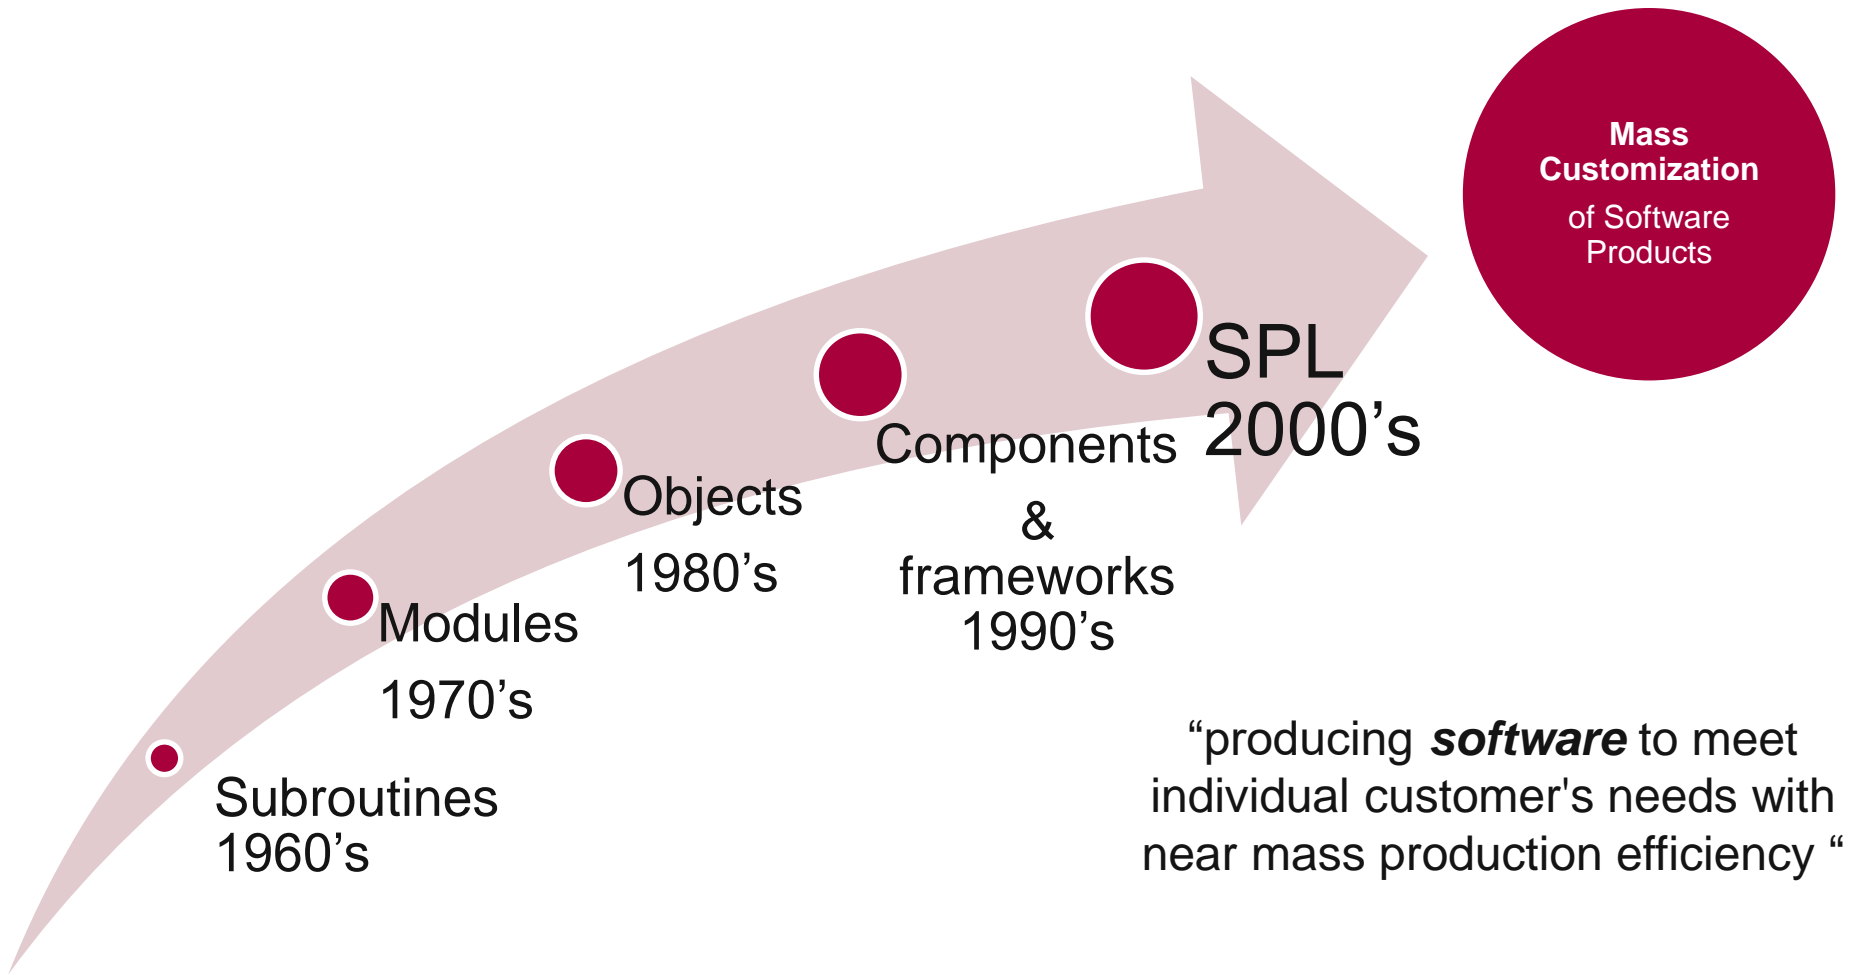 Mass
Customization
of Software
Products
SPL
2000’s
Components
&
frameworks
1990’s
Objects
1980’s
Modules
1970’s
Subroutines
1960’s
“producing software to meet
individual customer's needs with
near mass production efficiency “